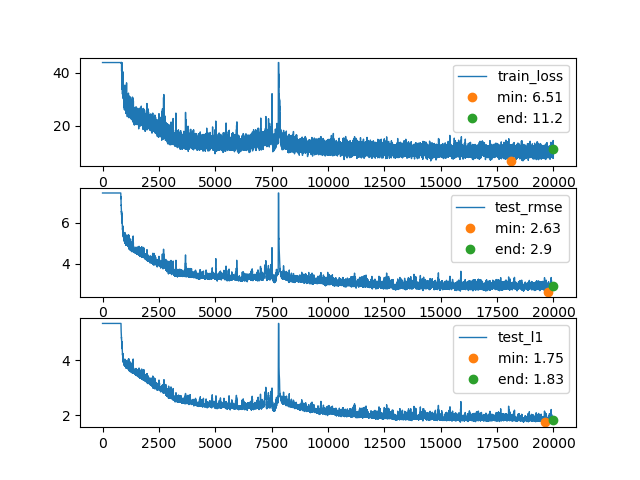 40
20
train_loss
min: 6.51
end: 11.2
0 2500 5000 7500 10000 12500 15000 17500 20000
6
4
test_rmse
min: 2.63
end: 2.9
0 2500 5000 7500 10000 12500 15000 17500 20000
4
2
test_l1
min: 1.75
end: 1.83
0 2500 5000 7500 10000 12500 15000 17500 20000